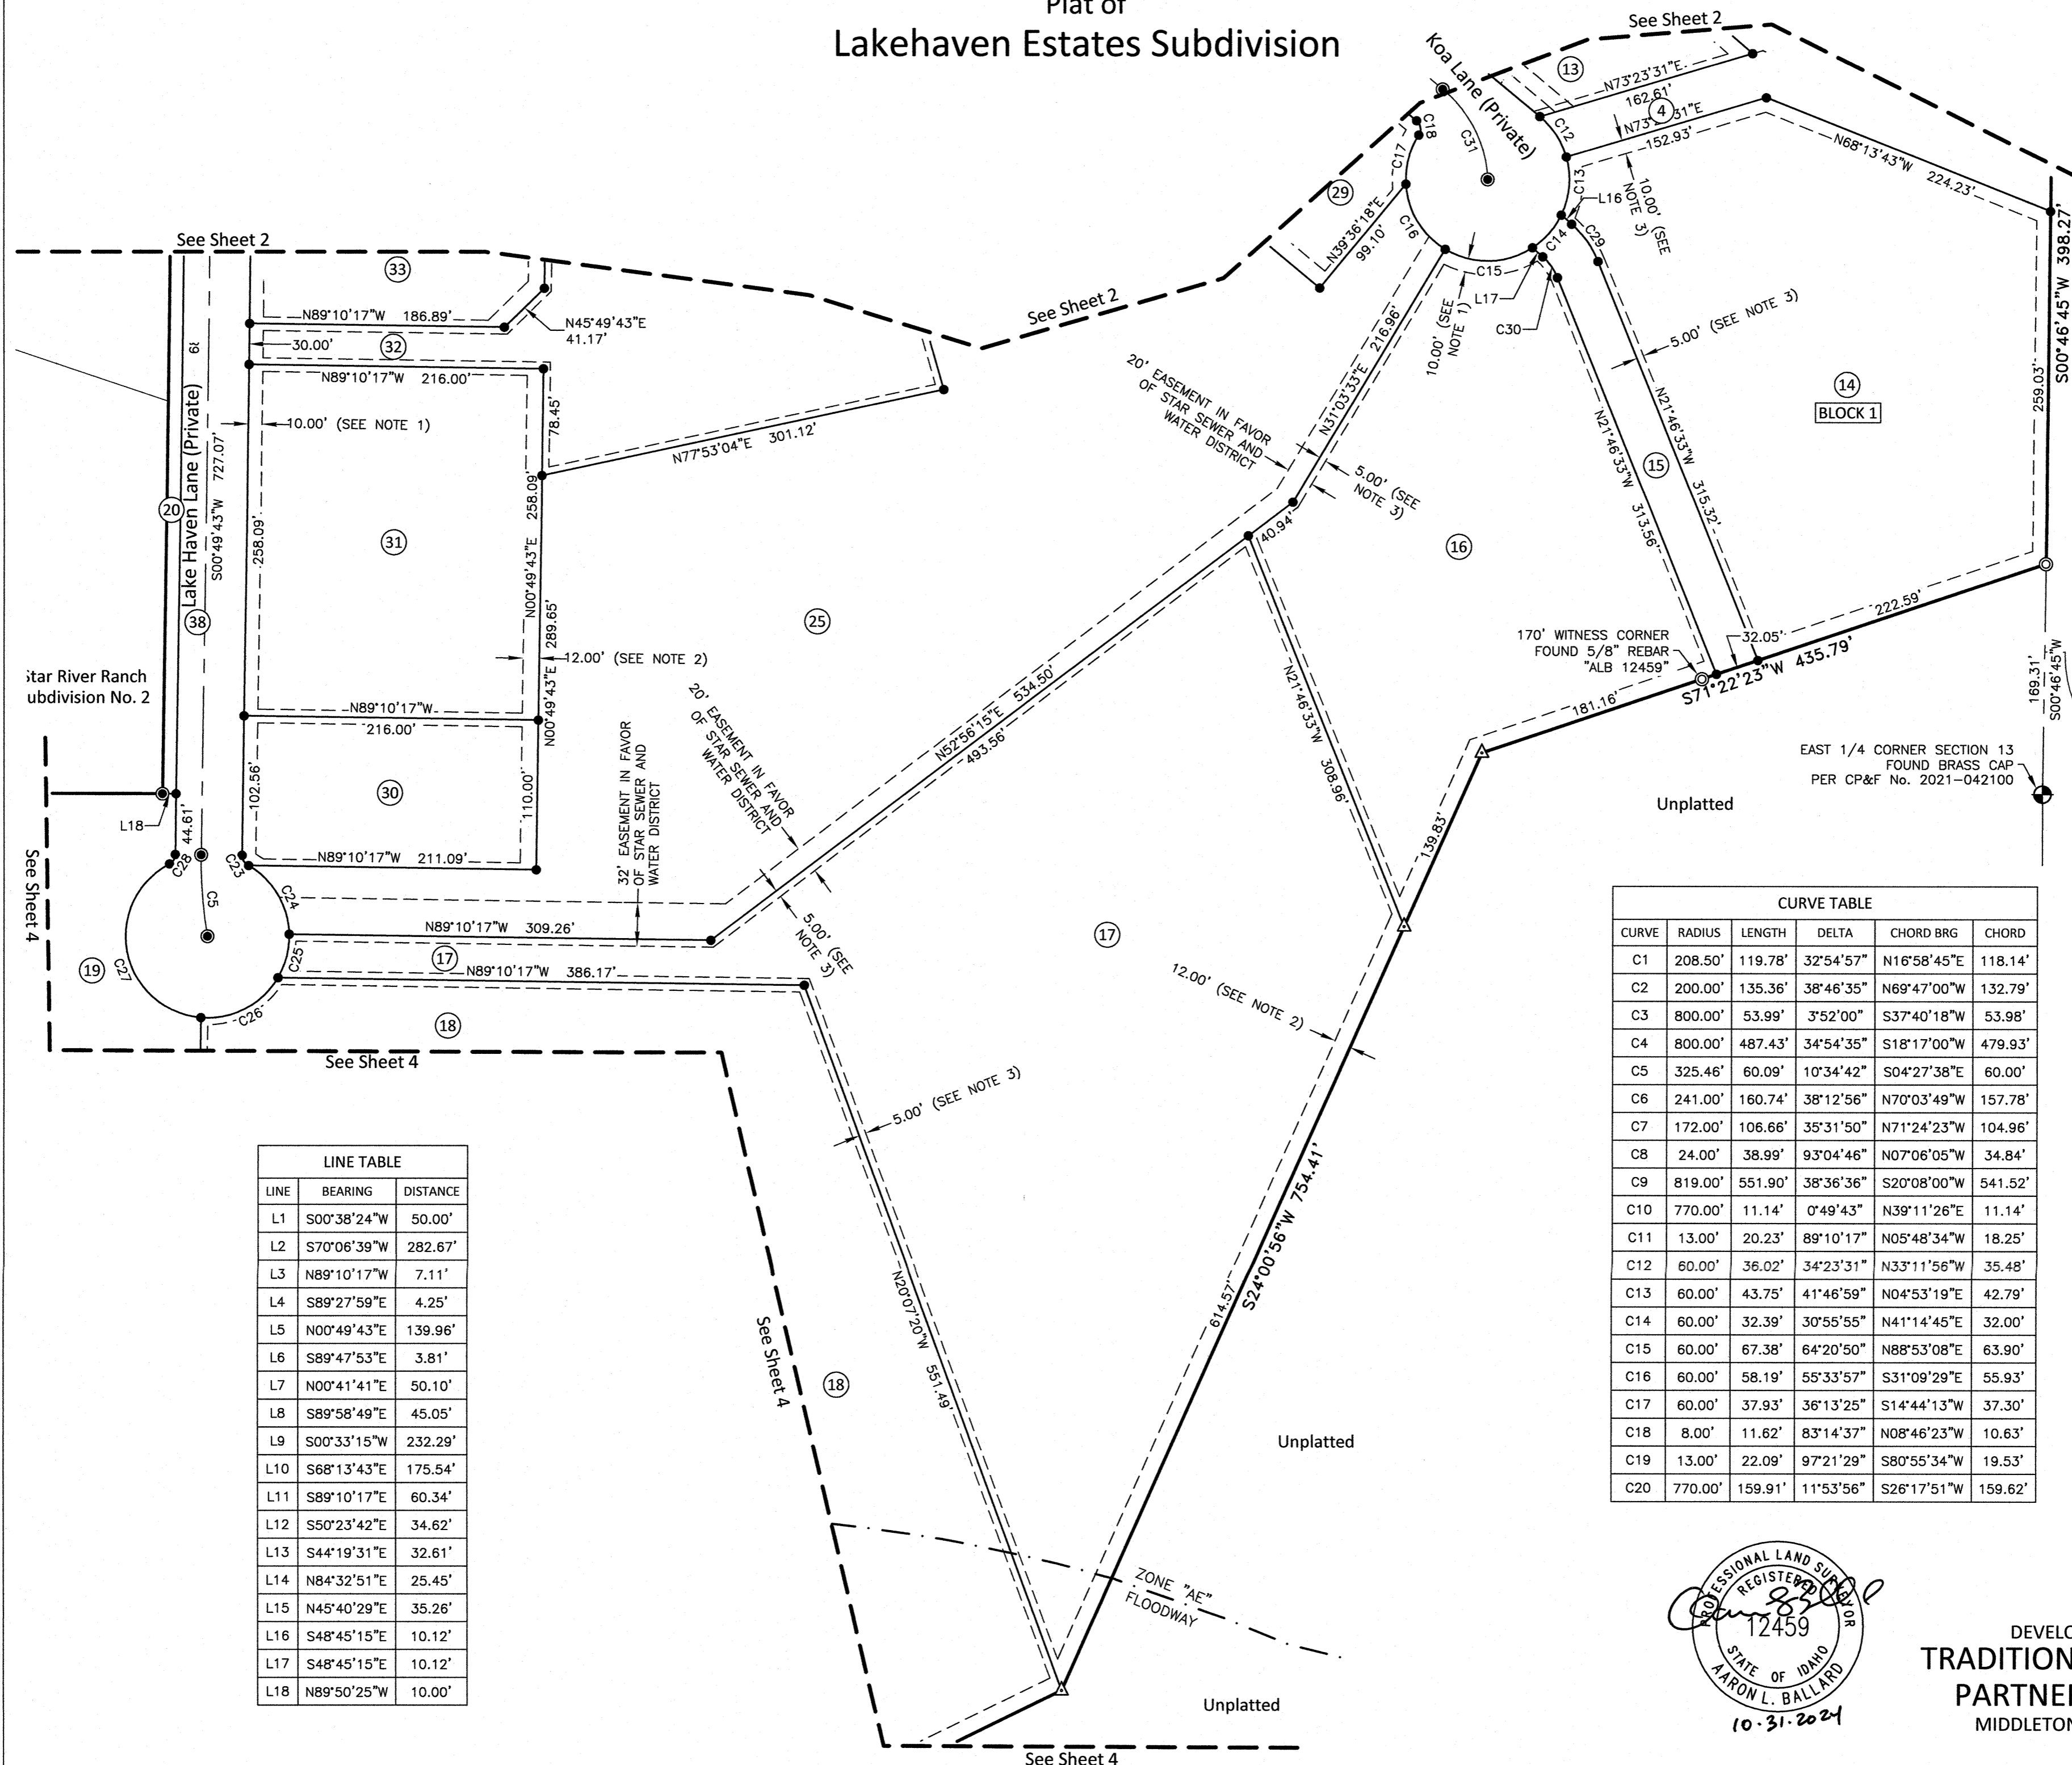 Plat of
Lakehaven Estates Subdivision
See Sheet 2
Koa Lane (Private)
13
N73°23'31"E
162.61'
4
152.93'
C12
C18
C17
C31
C13
L16
10.00' (SEE
NOTE 3)
N68°13'43"W 224.23'
S00°46'45"W 398.27'
29
N39°36'18"E
99.10'
C16
C14
C29
C15
L17
C30
10.00' (SEE
NOTE 1)
5.00' (SEE NOTE 3)
14
BLOCK 1
259.03'
See Sheet 2
33
N89°10'17"W 186.89'
N45°49'43"E
41.17'
30.00'
32
N89°10'17"W 216.00'
See Sheet 2
78.45'
10.00' (SEE NOTE 1)
N77°53'04"E 301.12'
20' EASEMENT IN FAVOR
OF STAR SEWER AND
WATER DISTRICT
N31°03'33"E 216.96'
5.00' (SEE
NOTE 3)
40.94'
N21°46'33"W 313.56'
15
N21°46'33"W 315.32'
16
20
Lake Haven Lane (Private)
S00°49'43"W 727.07'
258.09'
31
N00°49'43"E 258.09'
N00°49'43"E 289.65'
38
25
12.00' (SEE NOTE 2)
Star River Ranch
Subdivision No. 2
170' WITNESS CORNER
FOUND 5/8" REBAR
"ALB 12459"
32.05'
222.59'
S71°22'23"W 435.79'
181.16'
169.31'
S00°46'45"W
N89°10'17"W
216.00'
20' EASEMENT IN FAVOR
OF STAR SEWER AND
WATER DISTRICT
32' EASEMENT IN FAVOR
OF STAR SEWER AND
WATER DISTRICT
N52°56'15"E 534.50'
493.56'
N21°46'33"W 308.96'
139.83'
EAST 1/4 CORNER SECTION 13
FOUND BRASS CAP
PER CP&F No. 2021-042100
Unplatted
102.56'
30
110.00'
L18
44.61'
C28
C23
N89°10'17"W 211.09'
See Sheet 4
C5
C24
N89°10'17"W 309.26'
5.00' (SEE
NOTE 3)
17
C25
17
N89°10'17"W 386.17'
19
C27
C26
18
See Sheet 4
12.00' (SEE NOTE 2)
5.00' (SEE NOTE 3)
N20°07'20"W 551.49'
614.57'
S24°00'56"W 754.41'
See Sheet 4
18
Unplatted
ZONE "AE"
FLOODWAY
Unplatted
See Sheet 4
LINE TABLE
LINE BEARING DISTANCE
L1 S00°38'24"W 50.00'
L2 S70°06'39"W 282.67'
L3 N89°10'17"W 7.11'
L4 S89°27'59"E 4.25'
L5 N00°49'43"E 139.96'
L6 S89°47'53"E 3.81'
L7 N00°41'41"E 50.10'
L8 S89°58'49"E 45.05'
L9 S00°33'15"W 232.29'
L10 S68°13'43"E 175.54'
L11 S89°10'17"E 60.34'
L12 S50°23'42"E 34.62'
L13 S44°19'31"E 32.61'
L14 N84°32'51"E 25.45'
L15 N45°40'29"E 35.26'
L16 S48°45'15"E 10.12'
L17 S48°45'15"E 10.12'
L18 N89°50'25"W 10.00'
CURVE TABLE
CURVE RADIUS LENGTH DELTA CHORD BRG CHORD
C1 208.50' 119.78' 32°54'57" N16°58'45"E 118.14'
C2 200.00' 135.36' 38°46'35" N69°47'00"W 132.79'
C3 800.00' 53.99' 3°52'00" S37°40'18"W 53.98'
C4 800.00' 487.43' 34°54'35" S18°17'00"W 479.93'
C5 325.46' 60.09' 10°34'42" S04°27'38"E 60.00'
C6 241.00' 160.74' 38°12'56" N70°03'49"W 157.78'
C7 172.00' 106.66' 35°31'50" N71°24'23"W 104.96'
C8 24.00' 38.99' 93°04'46" N07°06'05"W 34.84'
C9 819.00' 551.90' 38°36'36" S20°08'00"W 541.52'
C10 770.00' 11.14' 0°49'43" N39°11'26"E 11.14'
C11 13.00' 20.23' 89°10'17" N05°48'34"W 18.25'
C12 60.00' 36.02' 34°23'31" N33°11'56"W 35.48'
C13 60.00' 43.75' 41°46'59" N04°53'19"E 42.79'
C14 60.00' 32.39' 30°55'55" N41°14'45"E 32.00'
C15 60.00' 67.38' 64°20'50" N88°53'08"E 63.90'
C16 60.00' 58.19' 55°33'57" S31°09'29"E 55.93'
C17 60.00' 37.93' 36°13'25" S14°44'13"W 37.30'
C18 8.00' 11.62' 83°14'37" N08°46'23"W 10.63'
C19 13.00' 22.09' 97°21'29" S80°55'34"W 19.53'
C20 770.00' 159.91' 11°53'56" S26°17'51"W 159.62'
PROFESSIONAL LAND SURVEYOR
REGISTERED
12459
STATE OF IDAHO
AARON L. BALLARD
10.31.2024
DEVELO
TRADITION
PARTNE
MIDDLETON